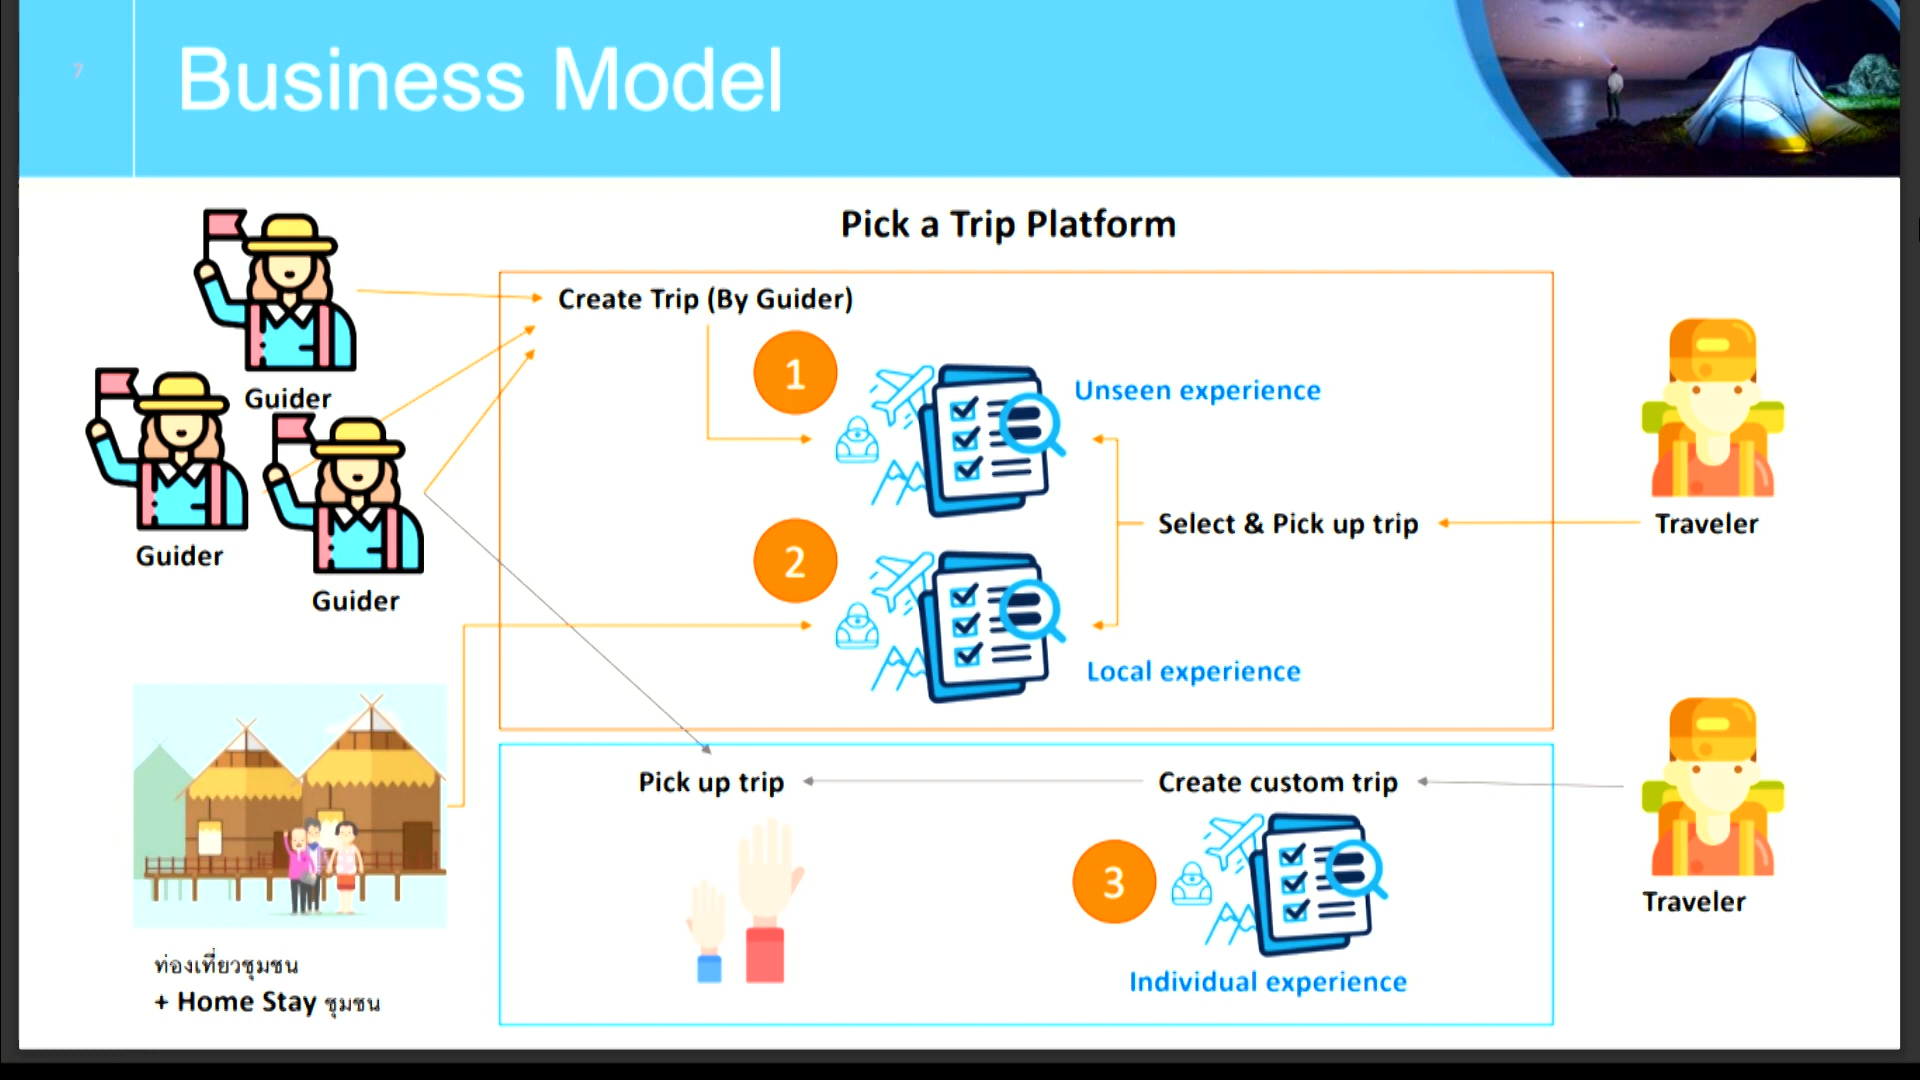 7
Business Model
Pick a Trip Platform
Create Trip (By Guider)
1
Unseen experience
Guider
Guider
Guider
2
Select & Pick up trip
Traveler
Local experience
Pick up trip
Create custom trip
3
Individual experience
Traveler
ท่องเที่ยวชุมชน
+ Home Stay ชุมชน